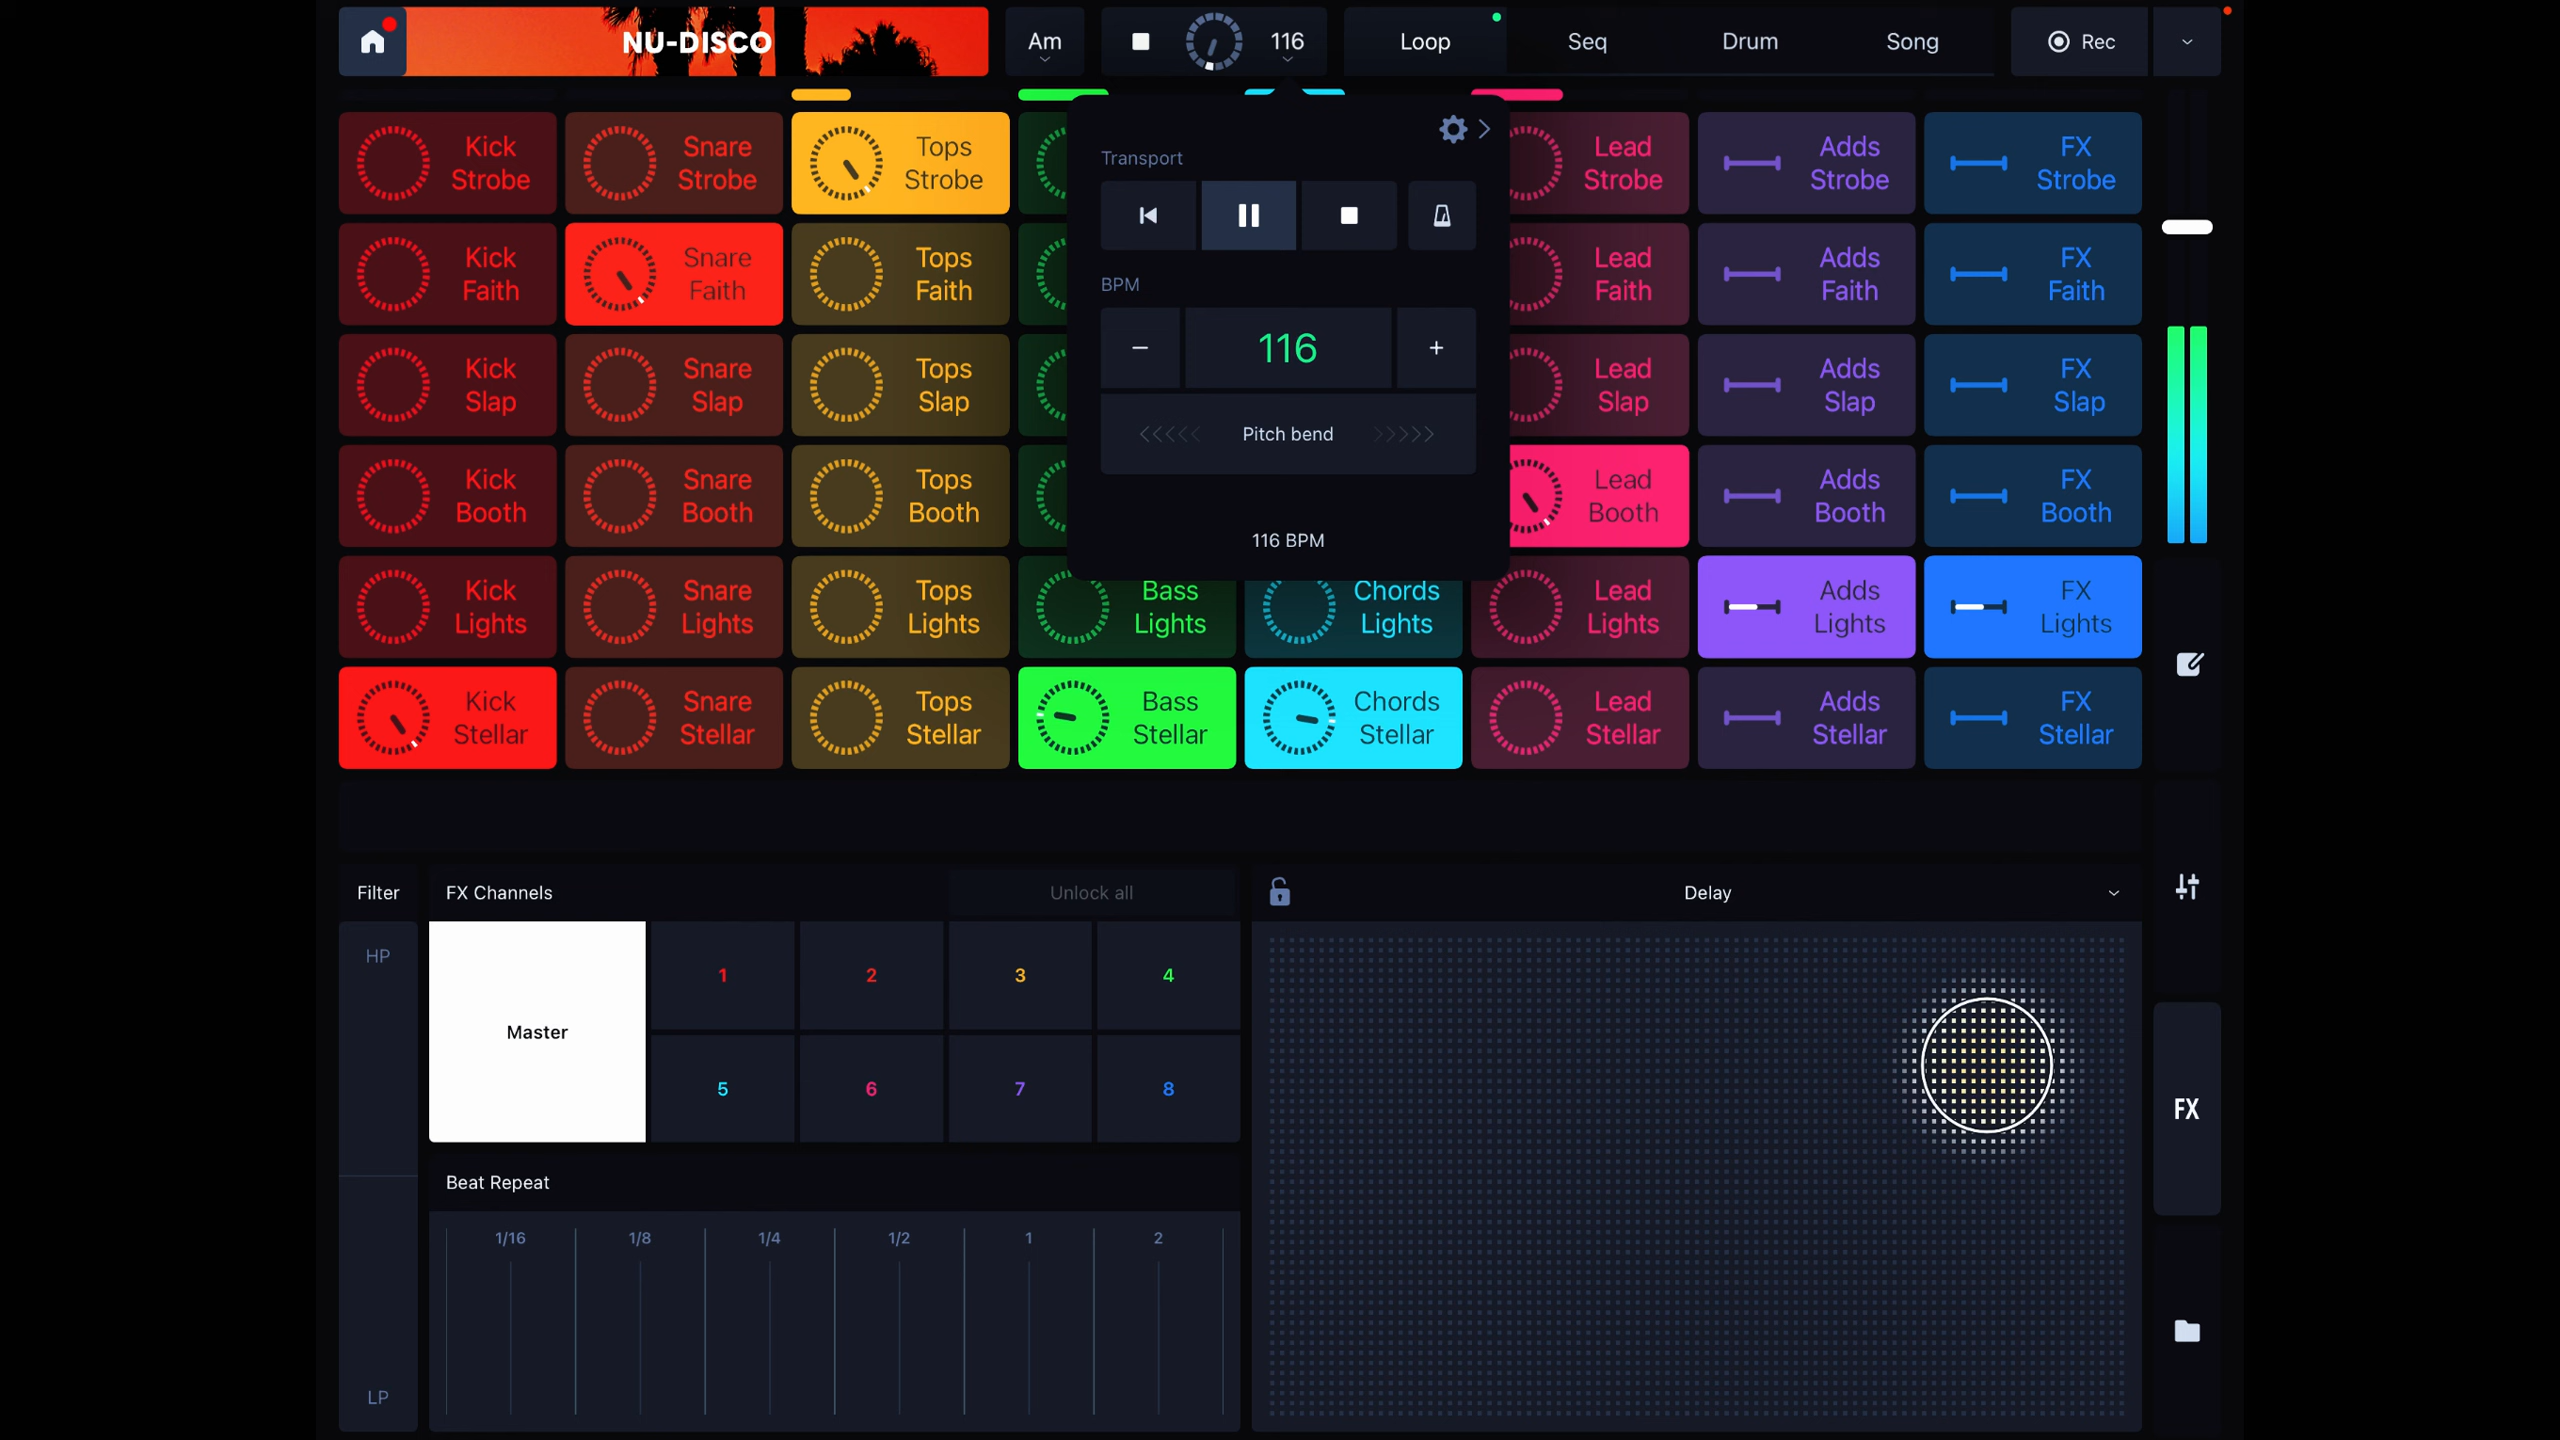 NU-DISCO
Am
116
Loop
Seq
Drum
Song
Rec
Kick
Strobe
Snare
Strobe
Tops
Strobe
Lead
Strobe
Adds
Strobe
FX
Strobe
Transport
Kick
Faith
Snare
Faith
Tops
Faith
Lead
Faith
Adds
Faith
FX
Faith
BPM
116
Kick
Slap
Snare
Slap
Tops
Slap
Lead
Slap
Adds
Slap
FX
Slap
Pitch bend
Kick
Booth
Snare
Booth
Tops
Booth
Lead
Booth
Adds
Booth
FX
Booth
116 BPM
Kick
Lights
Snare
Lights
Tops
Lights
Bass
Lights
Chords
Lights
Lead
Lights
Adds
Lights
FX
Lights
Kick
Stellar
Snare
Stellar
Tops
Stellar
Bass
Stellar
Chords
Stellar
Lead
Stellar
Adds
Stellar
FX
Stellar
Filter
FX Channels
Unlock all
Delay
HP
Master
1
2
3
4
5
6
7
8
FX
Beat Repeat
1/16
1/8
1/4
1/2
1
2
LP